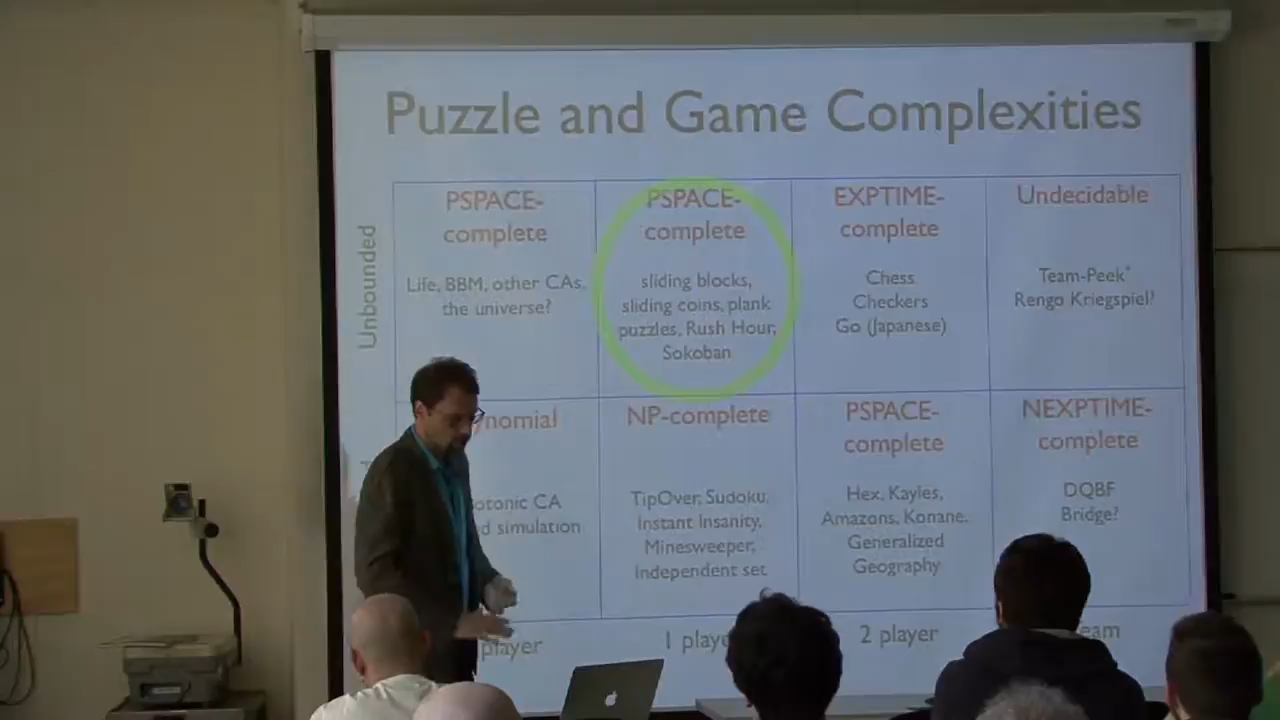 Puzzle and Game Complexities
Unbounded
PSPACE-
complete
Life, BBM, other CAs,
the universe?
PSPACE-
complete
sliding blocks,
sliding coins, plank
puzzles, Rush Hour,
Sokoban
EXPTIME-
complete
Chess
Checkers
Go (Japanese)
Undecidable
Team-Peek*
Rengo Kriegspiel?
nomial
otonic CA
d simulation
NP-complete
TipOver, Sudoku,
Instant Insanity,
Minesweeper,
Independent set
PSPACE-
complete
Hex, Kayles,
Amazons, Konane,
Generalized
Geography
NEXPTIME-
complete
DQBF
Bridge?
player
1 playe
2 player
eam